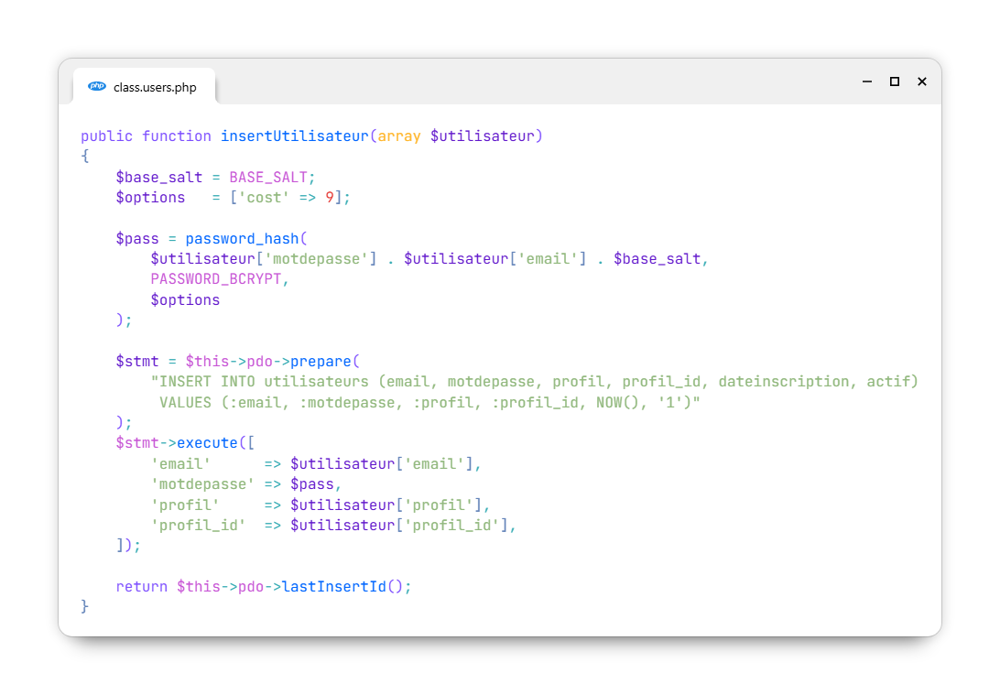 php class.users.php
public function insertUtilisateur(array $utilisateur)
{
    $base_salt = BASE_SALT;
    $options   = ['cost' => 9];

    $pass = password_hash(
        $utilisateur['motdepasse'] . $utilisateur['email'] . $base_salt,
        PASSWORD_BCRYPT,
        $options
    );

    $stmt = $this->pdo->prepare(
        "INSERT INTO utilisateurs (email, motdepasse, profil, profil_id, dateinscription, actif)
         VALUES (:email, :motdepasse, :profil, :profil_id, NOW(), '1')"
    );
    $stmt->execute([
        'email'      => $utilisateur['email'],
        'motdepasse' => $pass,
        'profil'     => $utilisateur['profil'],
        'profil_id'  => $utilisateur['profil_id'],
    ]);

    return $this->pdo->lastInsertId();
}